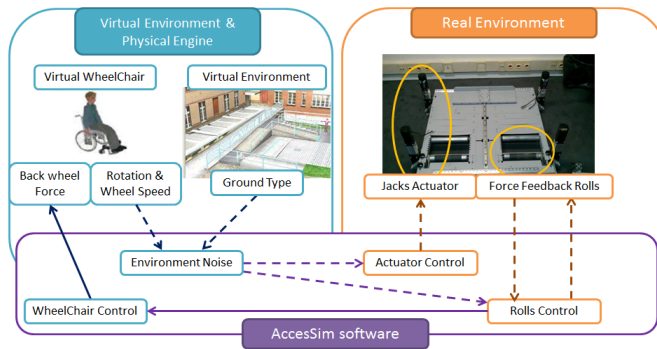 Virtual Environment &
Physical Engine
Real Environment
Virtual WheelChair
Virtual Environment
Back wheel
Force
Rotation &
Wheel Speed
Ground Type
Jacks Actuator
Force Feedback Rolls
Environment Noise
Actuator Control
WheelChair Control
Rolls Control
AccesSim software